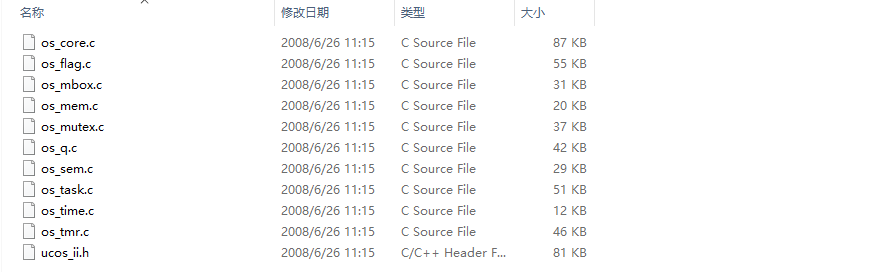 名称 修改日期 类型 大小
os_core.c 2008/6/26 11:15 C Source File 87 KB
os_flag.c 2008/6/26 11:15 C Source File 55 KB
os_mbox.c 2008/6/26 11:15 C Source File 31 KB
os_mem.c 2008/6/26 11:15 C Source File 20 KB
os_mutex.c 2008/6/26 11:15 C Source File 37 KB
os_q.c 2008/6/26 11:15 C Source File 42 KB
os_sem.c 2008/6/26 11:15 C Source File 29 KB
os_task.c 2008/6/26 11:15 C Source File 51 KB
os_time.c 2008/6/26 11:15 C Source File 12 KB
os_tmr.c 2008/6/26 11:15 C Source File 46 KB
ucos_ii.h 2008/6/26 11:15 C/C++ Header F... 81 KB